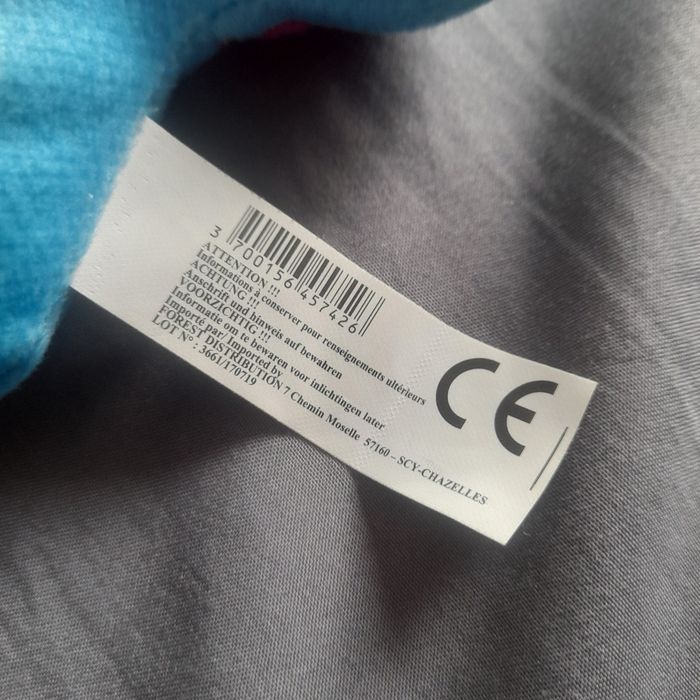 3 700156 457426
ATTENTION !!!
Informations à conserver pour renseignements ultérieurs
ACHTUNG !!!
Anschrift und hinweis auf bewahren
VOORZICHTIG !!!
Informatie om te bewaren voor inlichtingen later
Importé par/ Imported by
FOREST DISTRIBUTION 7 Chemin Moselle 57160 – SCY-CHAZELLES
LOT N° : 3661/170719
CE